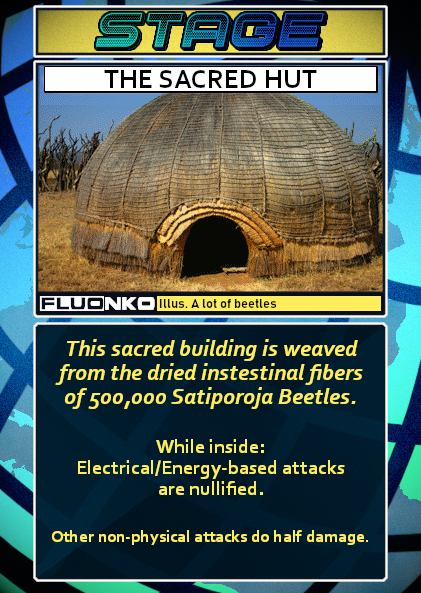 STAGE
THE SACRED HUT
FLUONKO
Illus. A lot of beetles
This sacred building is weaved
from the dried instestinal fibers
of 500,000 Satiporoja Beetles.
While inside:
Electrical/Energy-based attacks
are nullified.
Other non-physical attacks do half damage.